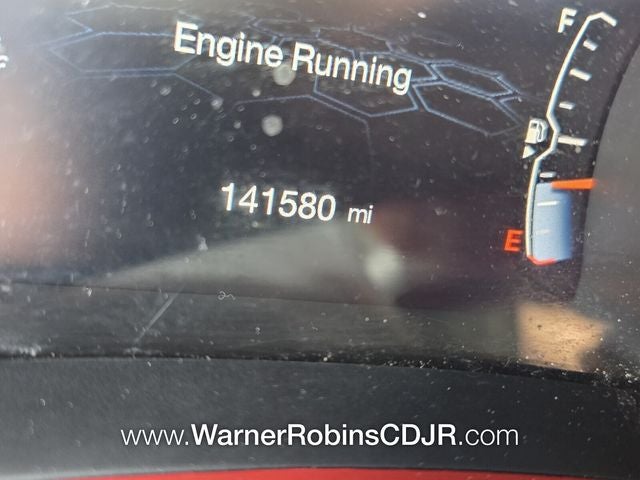 Engine Running
F
141580 mi
E
www.WarnerRobinsCDJR.com